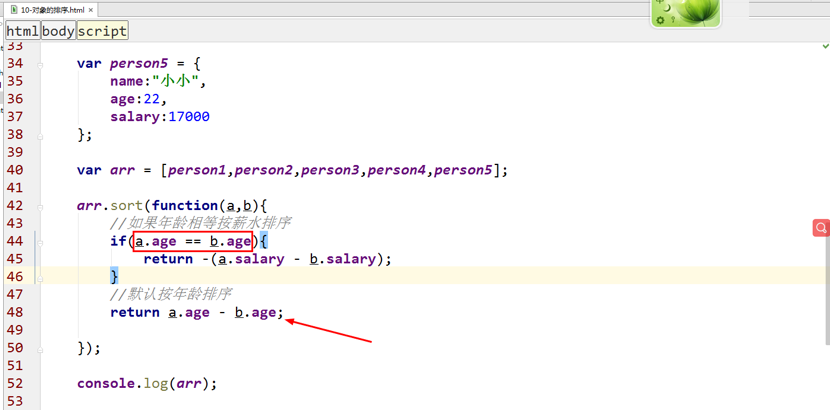 10-对象的排序.html
html body script
33
34 var person5 = {
35 name:"小小",
36 age:22,
37 salary:17000
38 };
39
40 var arr = [person1,person2,person3,person4,person5];
41
42 arr.sort(function(a,b){
43 //如果年龄相等按薪水排序
44 if(a.age == b.age){
45 return -(a.salary - b.salary);
46 }
47 //默认按年龄排序
48 return a.age - b.age;
49
50 });
51
52 console.log(arr);
53